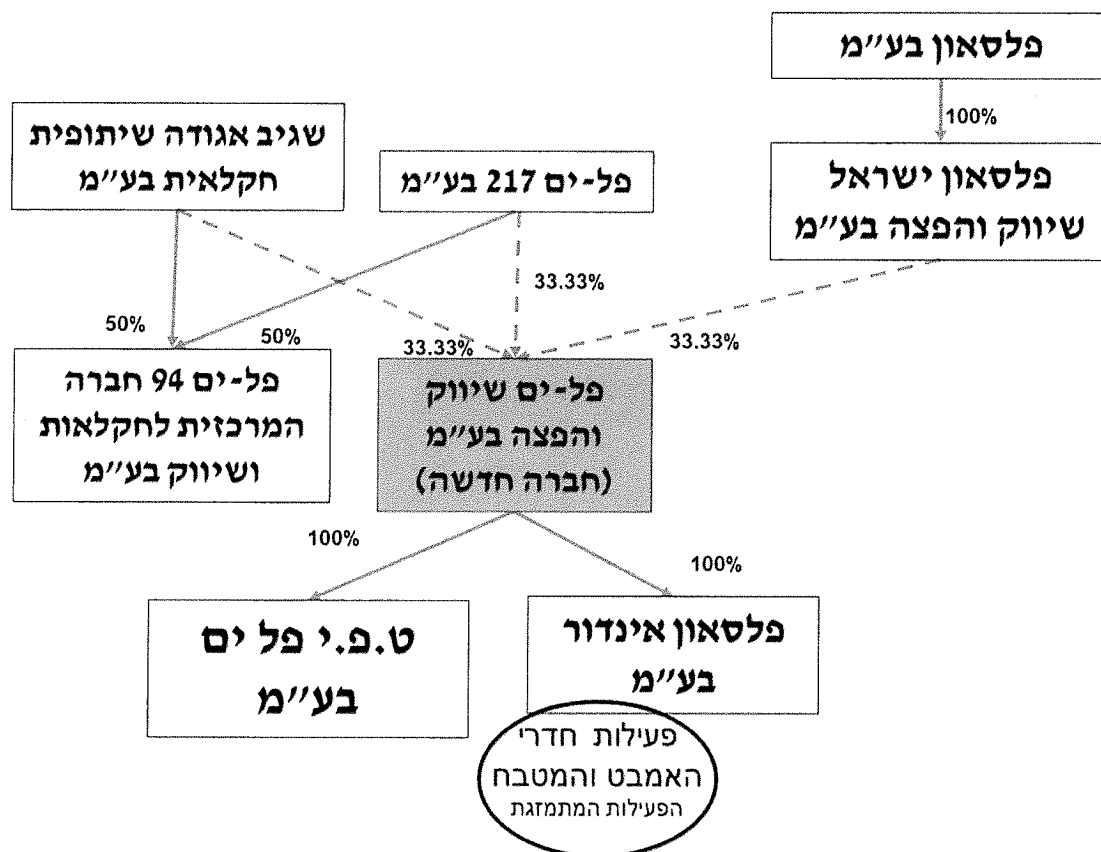 פלסאון בע"מ
100%
שגיב אגודה שיתופית
חקלאית בע"מ
פל-ים 217 בע"מ
פלסאון ישראל
שיווק והפצה בע"מ
33.33%
50%
50%
33.33%
33.33%
פל-ים 94 חברה
המרכזית לחקלאות
ושיווק בע"מ
פל-ים שיווק
והפצה בע"מ
(חברה חדשה)
100%
100%
ט.פ.י פל ים
בע"מ
פלסאון אינדור
בע"מ
פעילות חדרי
האמבט והמטבח
הפעילות המתמזגת